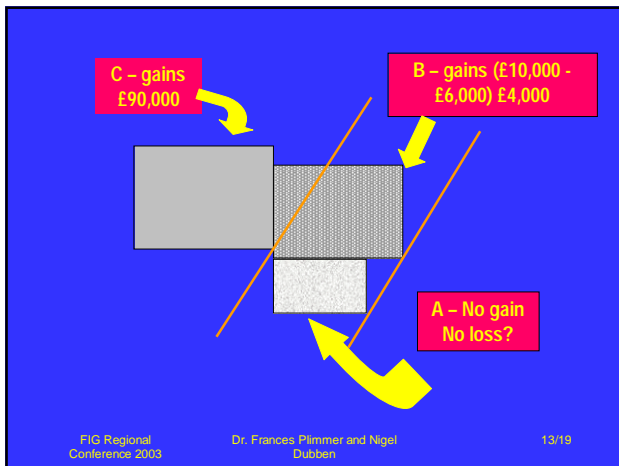 C – gains
£90,000
B – gains (£10,000 -
£6,000) £4,000
A – No gain
No loss?
FIG Regional
Conference 2003
Dr. Frances Plimmer and Nigel
Dubben
13/19